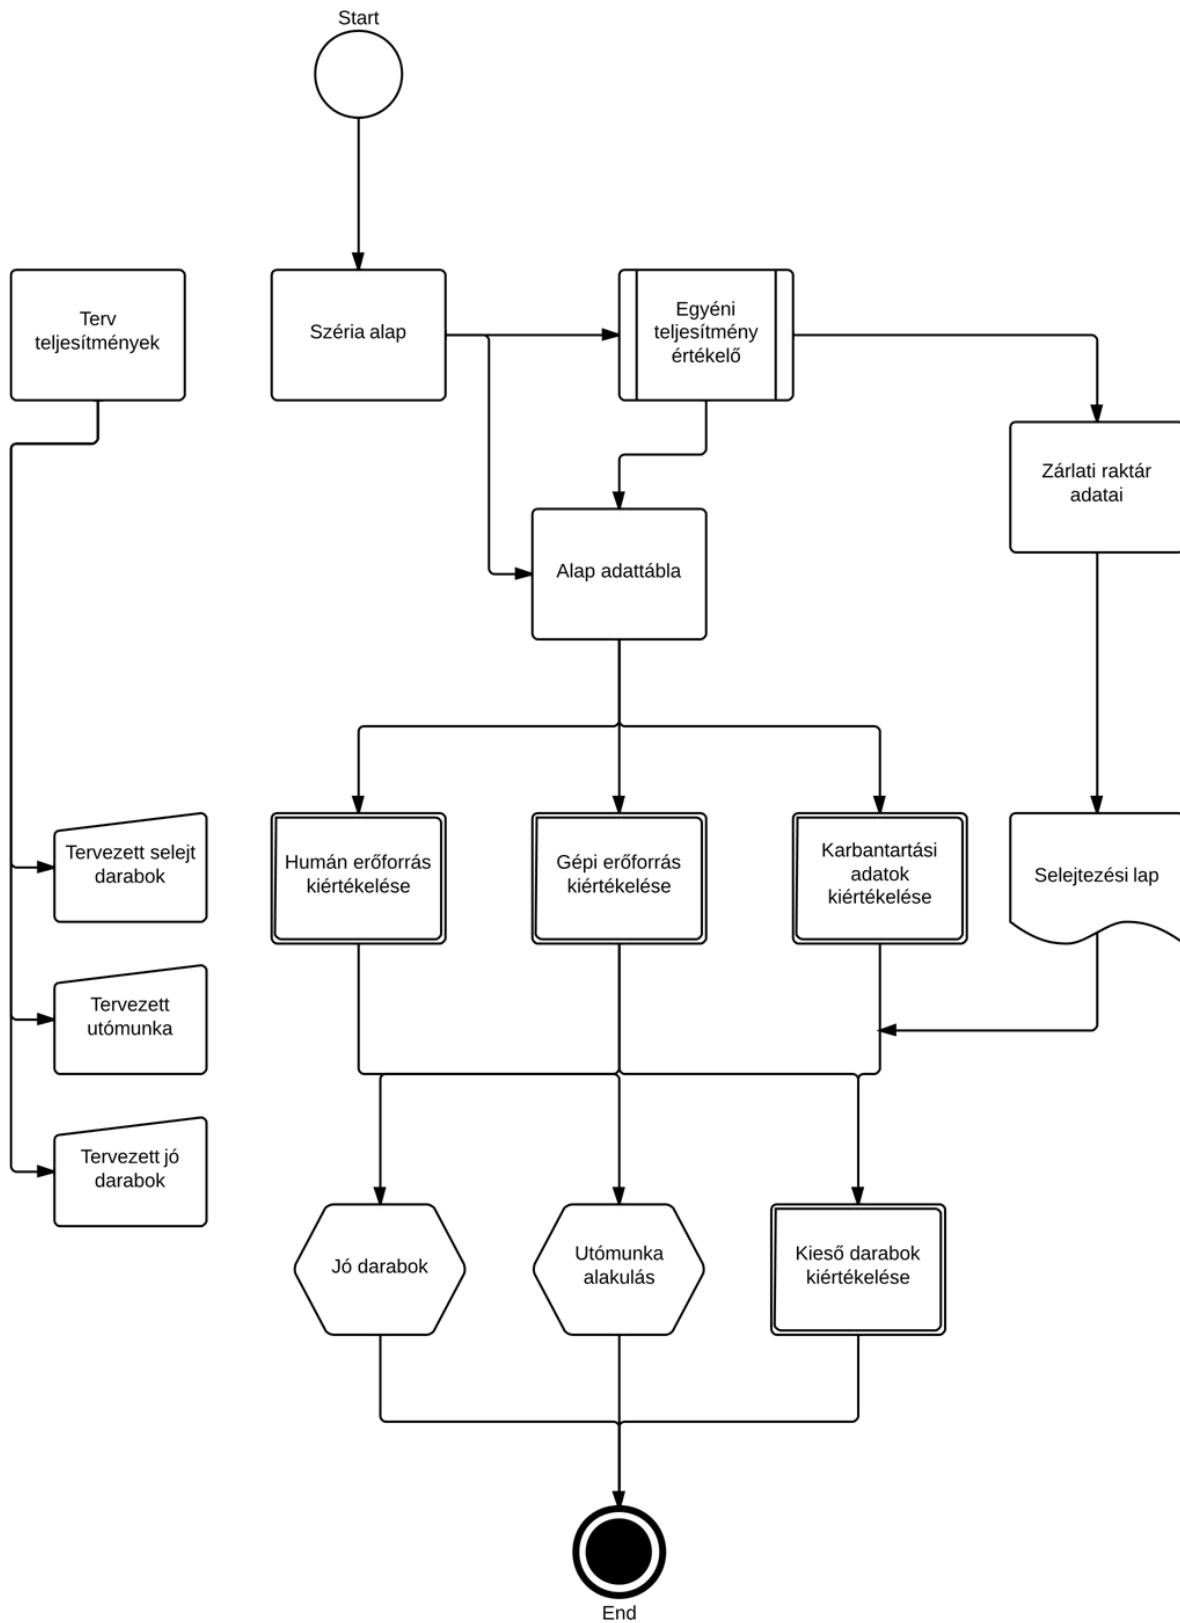 Start
Terv
teljesítmények
Széria alap
Egyéni
teljesítmény
értékelő
Zárlati raktár
adatai
Alap adattábla
Tervezett selejt
darabok
Humán erőforrás
kiértékelése
Gépi erőforrás
kiértékelése
Karbantartási
adatok
kiértékelése
Selejtezési lap
Tervezett
utómunka
Tervezett jó
darabok
Jó darabok
Utómunka
alakulás
Kieső darabok
kiértékelése
End